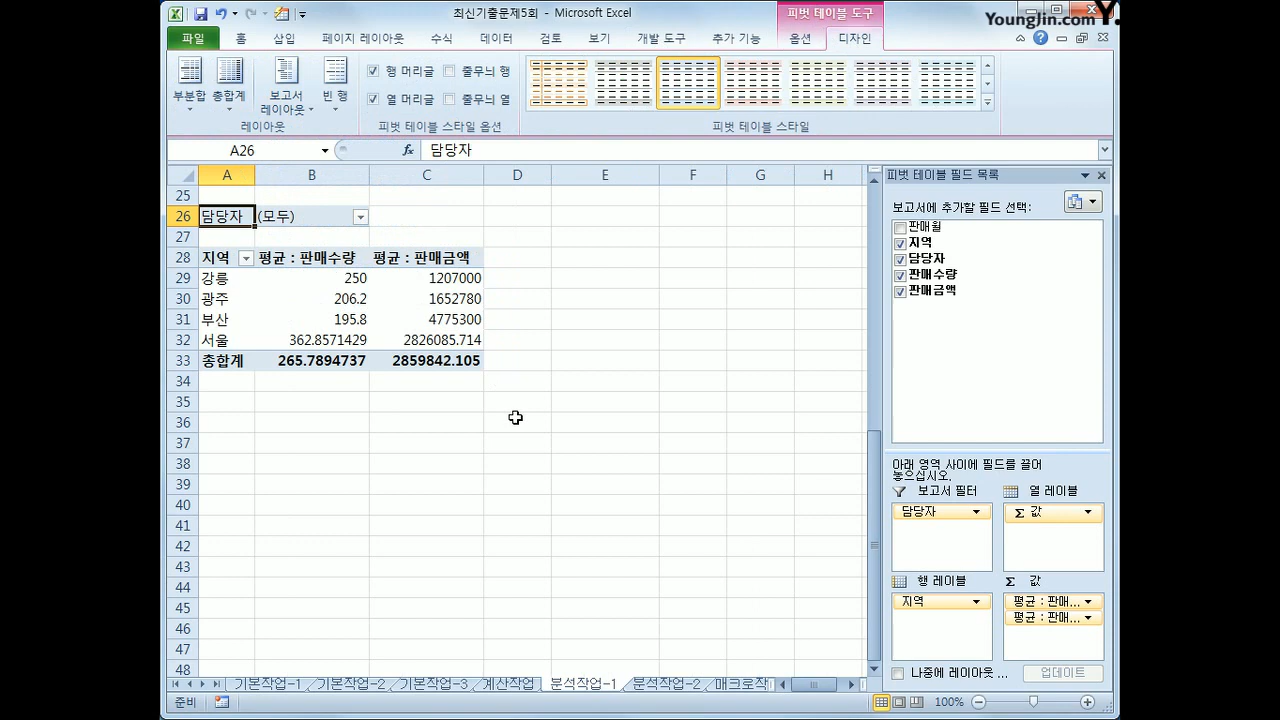 최신기출문제5회 - Microsoft Excel
피벗 테이블 도구
YoungJin.com Y.
파일
홈
삽입
페이지 레이아웃
수식
데이터
검토
보기
개발 도구
추가 기능
옵션
디자인
부분합
총합계
보고서
레이아웃
빈 행
행 머리글
줄무늬 행
열 머리글
줄무늬 열
레이아웃
피벗 테이블 스타일 옵션
피벗 테이블 스타일
A26
fx
담당자
A B C D E F G H
25
26 담당자 (모두)
27
28 지역 평균 : 판매수량 평균 : 판매금액
29 강릉 250 1207000
30 광주 206.2 1652780
31 부산 195.8 4775300
32 서울 362.8571429 2826085.714
33 총합계 265.7894737 2859842.105
34
35
36
37
38
39
40
41
42
43
44
45
46
47
48
피벗 테이블 필드 목록
보고서에 추가할 필드 선택:
판매월
지역
담당자
판매수량
판매금액
아래 영역 사이에 필드를 끌어
놓으십시오.
보고서 필터
열 레이블
담당자
Σ 값
행 레이블
Σ 값
지역
평균 : 판매...
평균 : 판매...
나중에 레이아웃 ...
업데이트
기본작업-1
기본작업-2
기본작업-3
계산작업
분석작업-1
분석작업-2
매크로작
준비
100%